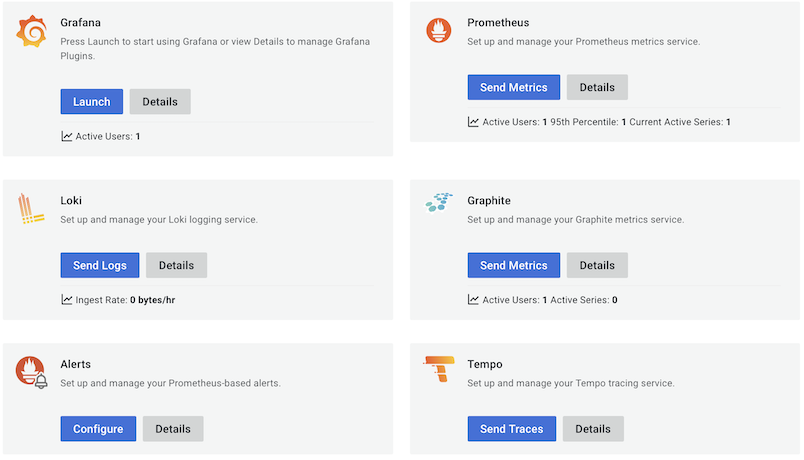 Grafana
Press Launch to start using Grafana or view Details to manage Grafana
Plugins.
Launch
Details
Active Users: 1
Prometheus
Set up and manage your Prometheus metrics service.
Send Metrics
Details
Active Users: 1 95th Percentile: 1 Current Active Series: 1
Loki
Set up and manage your Loki logging service.
Send Logs
Details
Ingest Rate: 0 bytes/hr
Graphite
Set up and manage your Graphite metrics service.
Send Metrics
Details
Active Users: 1 Active Series: 0
Alerts
Set up and manage your Prometheus-based alerts.
Configure
Details
Tempo
Set up and manage your Tempo tracing service.
Send Traces
Details